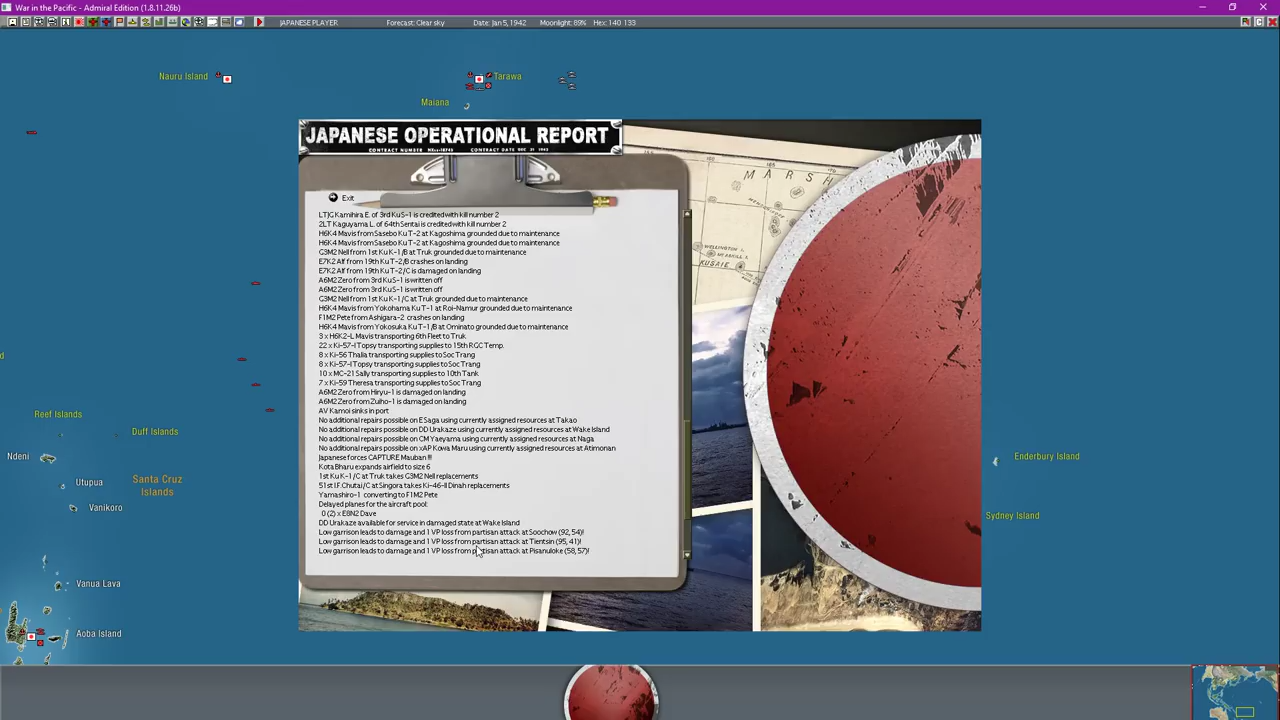 War in the Pacific - Admiral Edition (1.8.11.26b)
JAPANESE PLAYER
Forecast: Clear sky
Date: Jan 5, 1942
Moonlight: 89%
Hex: 140 133
Nauru Island
Tarawa
Maiana
JAPANESE OPERATIONAL REPORT
Exit
LTJG Kamihira E. of 3rd Ku S-1 is credited with kill number 2
2LT Kaguyama L. of 64th Sentai is credited with kill number 2
H6K4 Mavis from Sasebo Ku T-2 at Kagoshima grounded due to maintenance
H6K4 Mavis from Sasebo Ku T-2 at Kagoshima grounded due to maintenance
G3M2 Nell from 1st Ku K-1/B at Truk grounded due to maintenance
E7K2 Alf from 19th Ku T-2/B crashes on landing
E7K2 Alf from 19th Ku T-2/C is damaged on landing
A6M2 Zero from 3rd Ku S-1 is written off
A6M2 Zero from 3rd Ku S-1 is written off
G3M2 Nell from 1st Ku K-1/C at Truk grounded due to maintenance
H6K4 Mavis from Yokohama Ku T-1 at Roi-Namur grounded due to maintenance
F1M2 Pete from Ashigara-2 crashes on landing
H6K4 Mavis from Yokosuka Ku T-1/B at Ominato grounded due to maintenance
3 x H6K2-L Mavis transporting 6th Fleet to Truk
22 x Ki-57-I Topsy transporting supplies to 15th RGC Temp.
8 x Ki-56 Thalia transporting supplies to Soc Trang
8 x Ki-57-I Topsy transporting supplies to Soc Trang
10 x MC-21 Sally transporting supplies to 10th Tank
7 x Ki-59 Theresa transporting supplies to Soc Trang
A6M2 Zero from Hiryu-1 is damaged on landing
A6M2 Zero from Zuiho-1 is damaged on landing
AV Kamoi sinks in port
No additional repairs possible on E Saga using currently assigned resources at Takao
No additional repairs possible on DD Urakaze using currently assigned resources at Wake Island
No additional repairs possible on CM Yaeyama using currently assigned resources at Naga
No additional repairs possible on xAP Kowa Maru using currently assigned resources at Atimonan
Japanese forces CAPTURE Mauban !!!
Kota Bharu expands airfield to size 6
1st Ku K-1/C at Truk takes G3M2 Nell replacements
51st I.F.Chutai/C at Singora takes Ki-46-II Dinah replacements
Yamashiro-1 converting to F1M2 Pete
Delayed planes for the aircraft pool:
0 (2) x E8N2 Dave
DD Urakaze available for service in damaged state at Wake Island
Low garrison leads to damage and 1 VP loss from partisan attack at Soochow (92, 54)!
Low garrison leads to damage and 1 VP loss from partisan attack at Tientsin (95, 41)!
Low garrison leads to damage and 1 VP loss from partisan attack at Pisanuloke (58, 57)!
Reef Islands
Duff Islands
Ndeni
Utupua
Santa Cruz
Islands
Vanikoro
Vanua Lava
Aoba Island
Enderbury Island
Sydney Island
KUSAIE